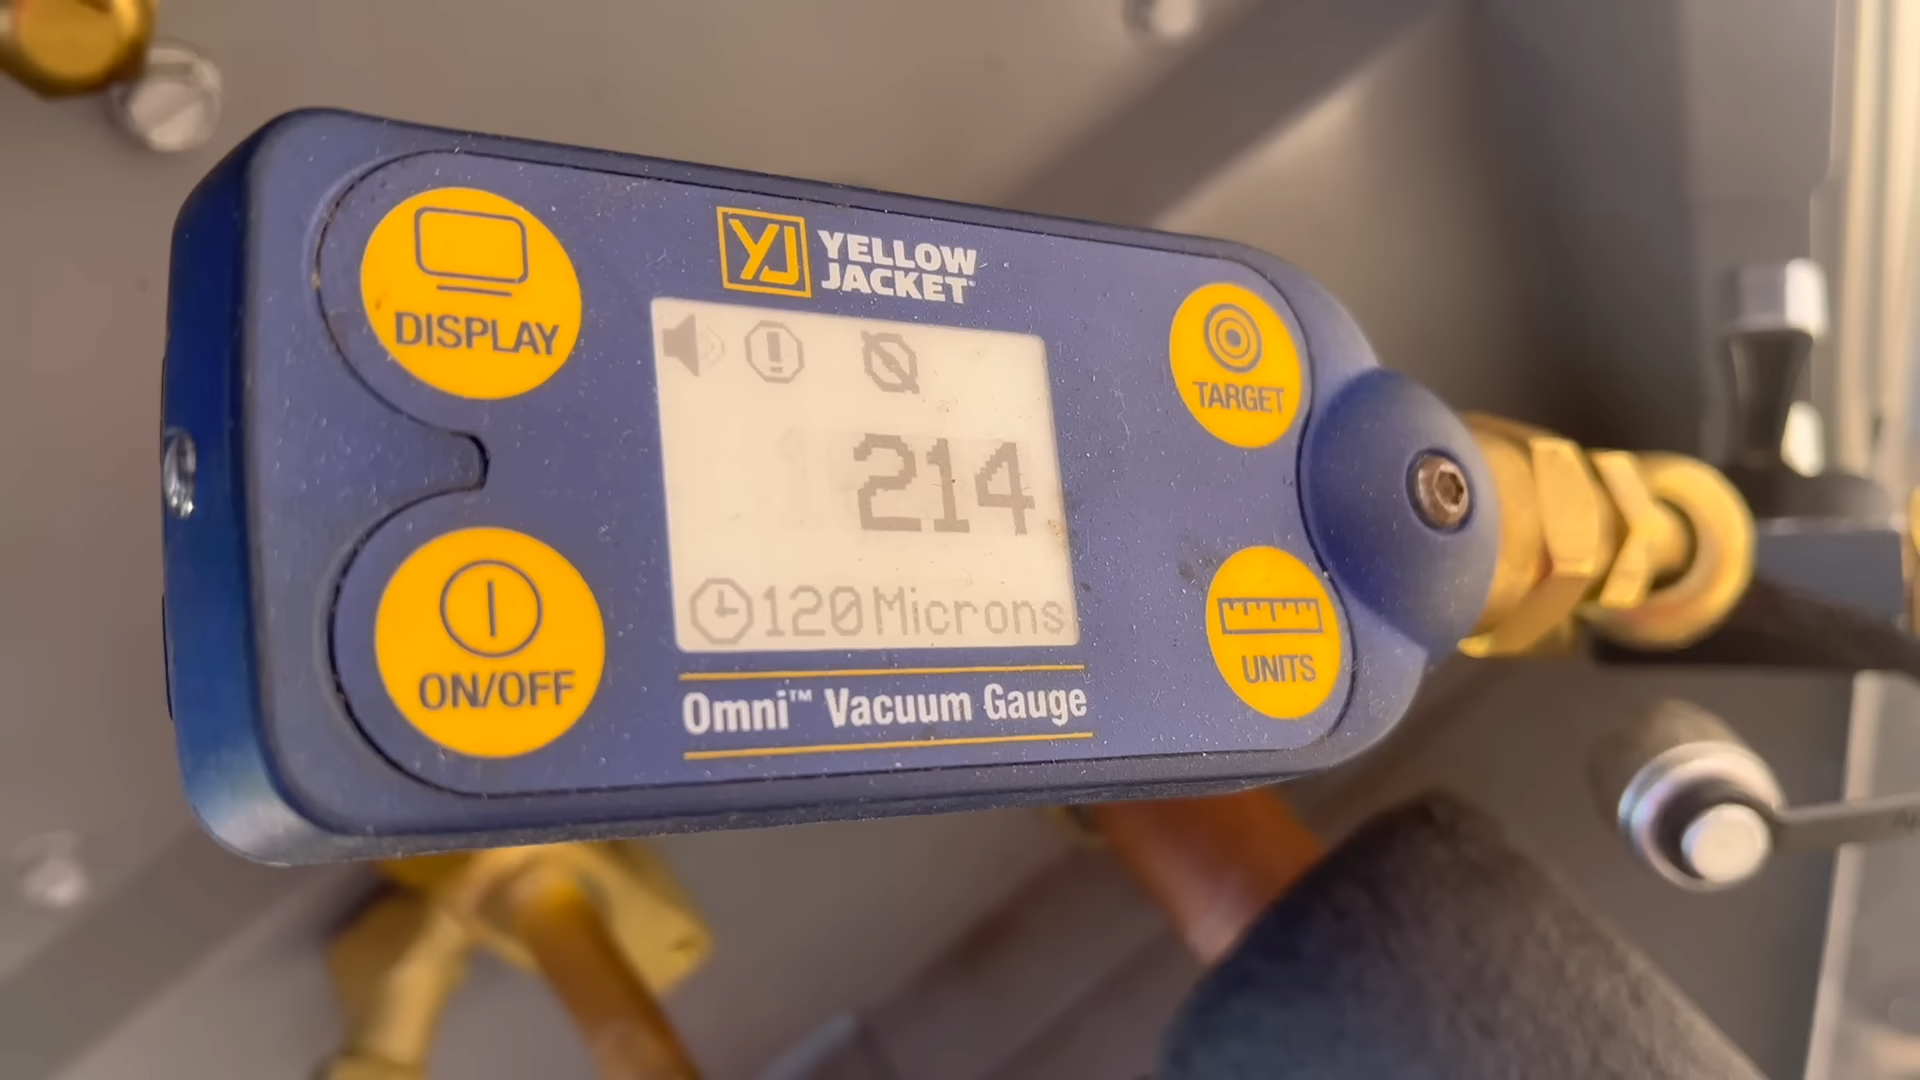 YJ YELLOW
JACKET
DISPLAY
TARGET
214
120 Microns
ON/OFF
UNITS
Omni™ Vacuum Gauge